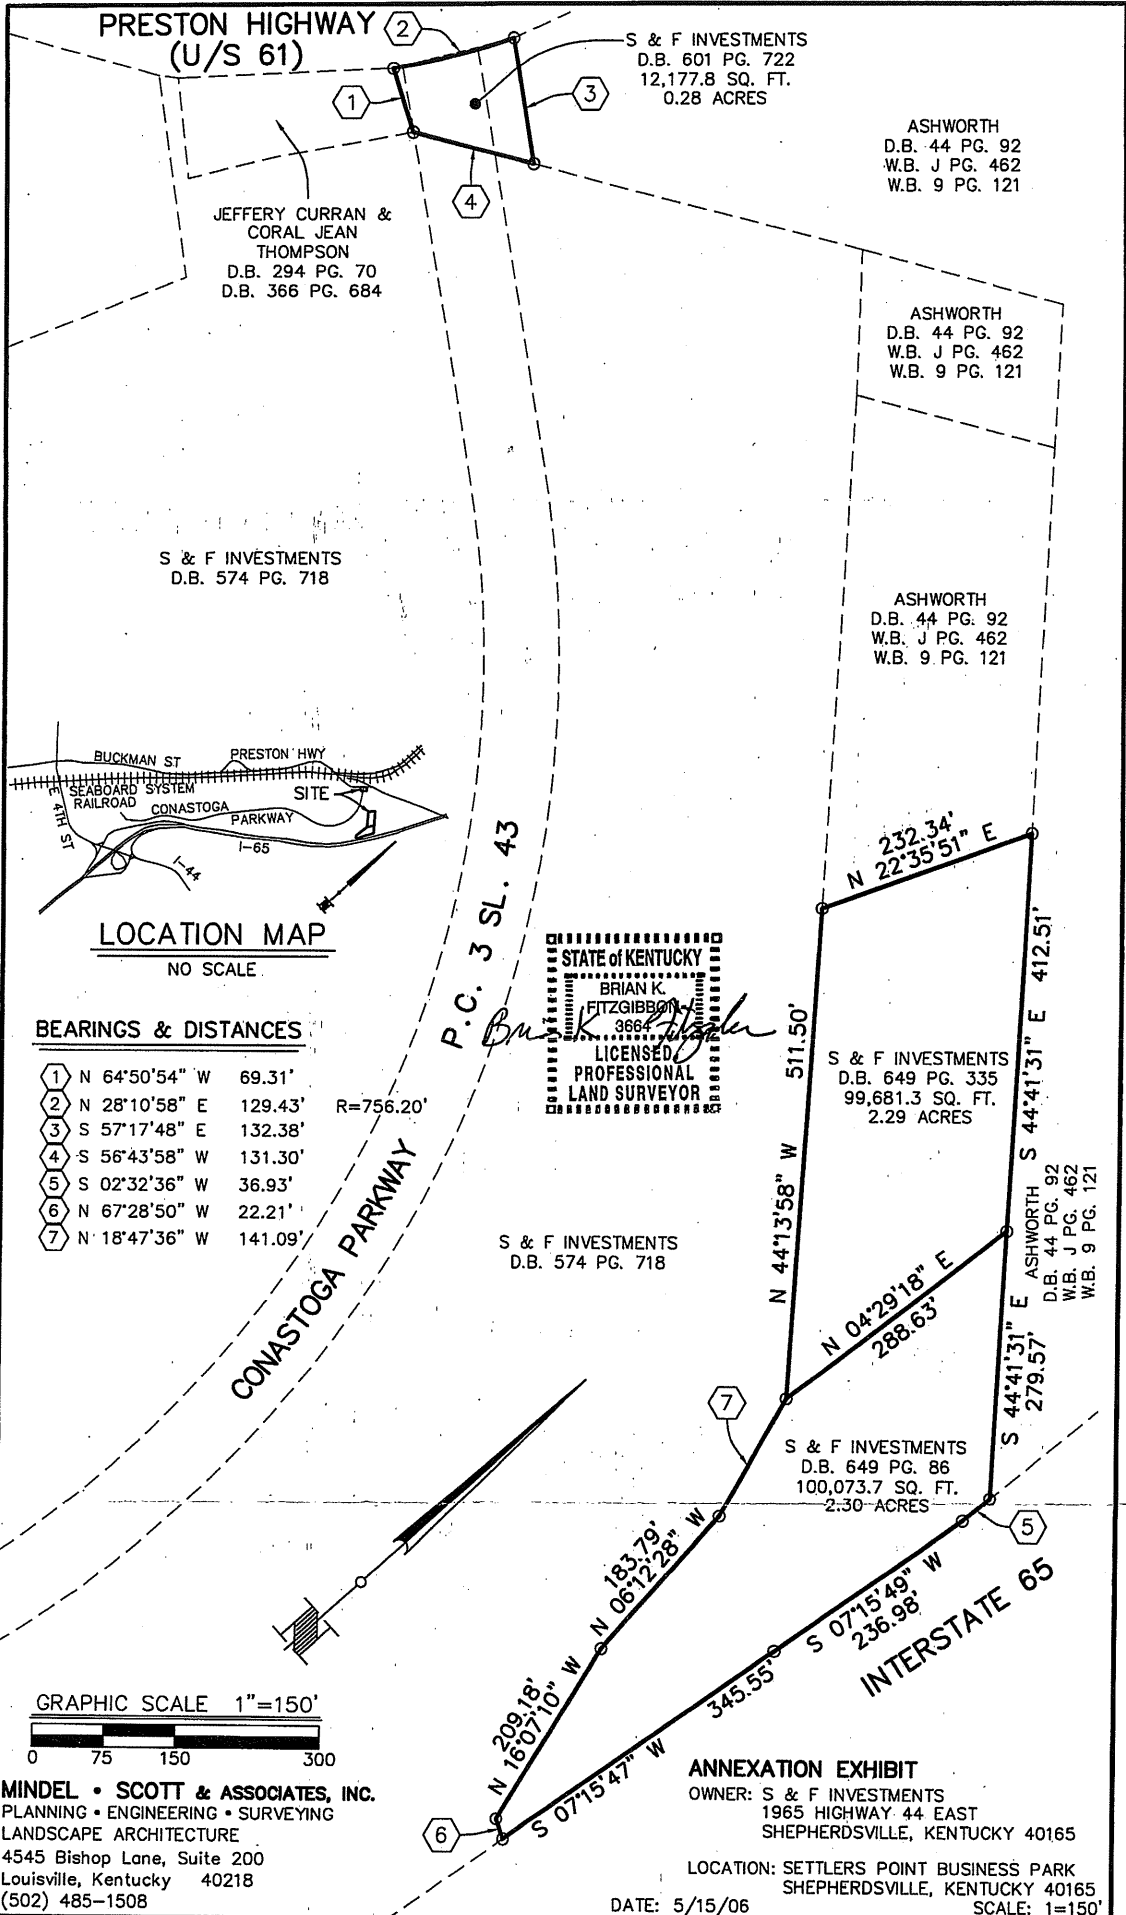 PRESTON HIGHWAY
(U/S 61)
2
S & F INVESTMENTS
D.B. 601 PG. 722
12,177.8 SQ. FT.
0.28 ACRES
1
3
4
ASHWORTH
D.B. 44 PG. 92
W.B. J PG. 462
W.B. 9 PG. 121
JEFFERY CURRAN &
CORAL JEAN
THOMPSON
D.B. 294 PG. 70
D.B. 366 PG. 684
ASHWORTH
D.B. 44 PG. 92
W.B. J PG. 462
W.B. 9 PG. 121
S & F INVESTMENTS
D.B. 574 PG. 718
ASHWORTH
D.B. 44 PG. 92
W.B. J PG. 462
W.B. 9 PG. 121
BUCKMAN ST
PRESTON HWY
SEABOARD SYSTEM
RAILROAD
E 4TH ST
CONASTOGA
PARKWAY
SITE
I-65
I-44
LOCATION MAP
NO SCALE
P.C. 3 SL. 43
CONASTOGA PARKWAY
STATE of KENTUCKY
BRIAN K.
FITZGIBBON
3664
LICENSED
PROFESSIONAL
LAND SURVEYOR
BEARINGS & DISTANCES
1 N 64°50'54" W 69.31'
2 N 28°10'58" E 129.43' R=756.20'
3 S 57°17'48" E 132.38'
4 S 56°43'58" W 131.30'
5 S 02°32'36" W 36.93'
6 N 67°28'50" W 22.21'
7 N 18°47'36" W 141.09'
232.34'
N 22°35'51" E
N 44°13'58" W 511.50'
S & F INVESTMENTS
D.B. 649 PG. 335
99,681.3 SQ. FT.
2.29 ACRES
S 44°41'31" E 412.51'
ASHWORTH
D.B. 44 PG. 92
W.B. J PG. 462
W.B. 9 PG. 121
S & F INVESTMENTS
D.B. 574 PG. 718
N 04°29'18" E
288.63'
S 44°41'31" E
279.57'
7
S & F INVESTMENTS
D.B. 649 PG. 86
100,073.7 SQ. FT.
2.30 ACRES
5
183.79'
N 06°12'28" W
S 07°15'49" W
236.98'
INTERSTATE 65
209.18'
N 16°07'10" W
S 07°15'47" W 345.55'
6
GRAPHIC SCALE 1"=150'
0 75 150 300
MINDEL • SCOTT & ASSOCIATES, INC.
PLANNING • ENGINEERING • SURVEYING
LANDSCAPE ARCHITECTURE
4545 Bishop Lane, Suite 200
Louisville, Kentucky 40218
(502) 485-1508
ANNEXATION EXHIBIT
OWNER: S & F INVESTMENTS
1965 HIGHWAY 44 EAST
SHEPHERDSVILLE, KENTUCKY 40165
LOCATION: SETTLERS POINT BUSINESS PARK
SHEPHERDSVILLE, KENTUCKY 40165
DATE: 5/15/06 SCALE: 1=150'